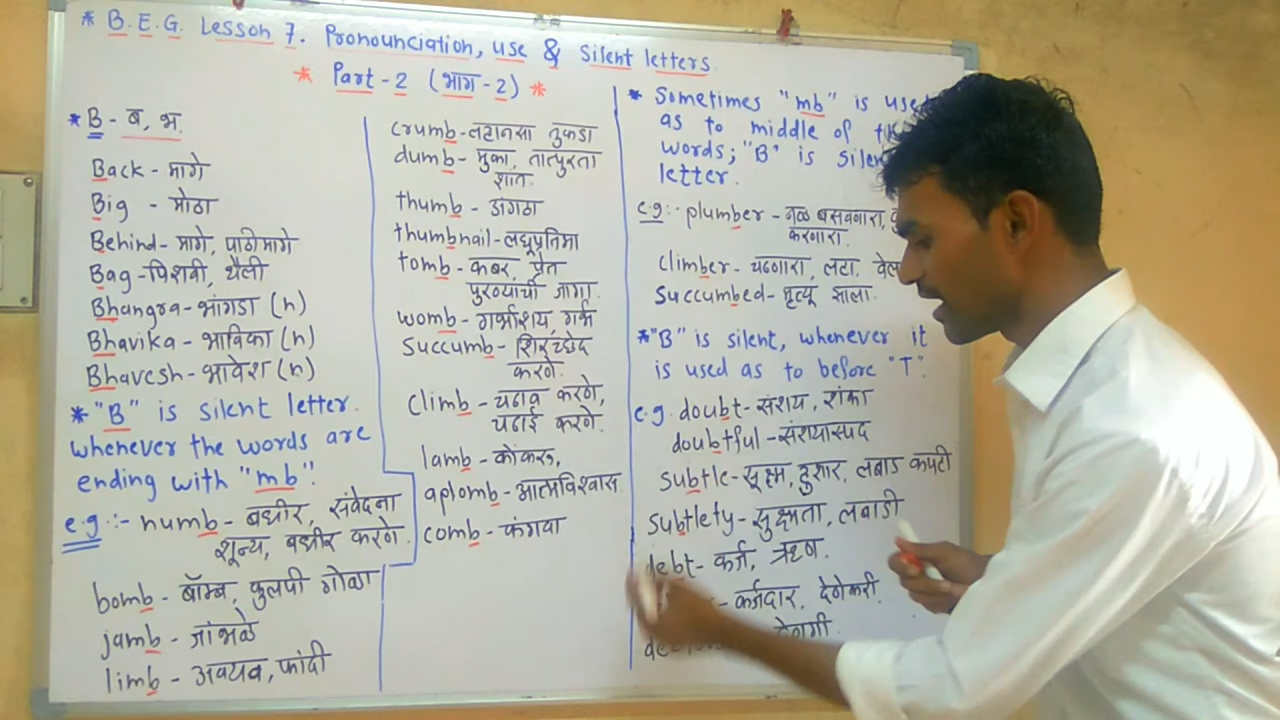 * B.E.G. Lesson 7. Pronounciation, use & silent letters.
* Part-2 (भाग-2) *
* B - ब, भ.
Back - मागे
Big - मोठा
Behind - मागे, पाठीमागे
Bag - पिशवी, थैली
Bhangra - भांगडा (n)
Bhavika - भाविका (n)
Bhavesh - भावेश (n)
* "B" is silent letter.
whenever the words are
ending with "mb".
e.g :- numb - बधीर, संवेदना
शून्य, बधीर करणे.
bomb - बॉम्ब, कुलपी गोळा
jamb - जांभळे
limb - अवयव, फांदी
crumb - लहानसा तुकडा
dumb - मुका, तात्पुरता
शांत.
thumb - अंगठा
thumbnail - लघूप्रतिमा
tomb - कबर, प्रेत
पुरण्याची जागा.
womb - गर्भाशय, गर्भ
Succumb - शिरच्छेद
करणे.
climb - चढाव करणे,
चढाई करणे.
lamb - कोंकरू,
aplomb - आत्मविश्वास
comb - कंगवा
* Sometimes "mb" is use
as to middle of
words; "B" is Silen
letter.
e.g :- plumber - नळ बसवणारा,
करणारा.
climber - चढणारा, लटा, वेल
Succumbed - मृत्यू झाला.
* "B" is silent, whenever it
is used as to before "T".
e.g. doubt - संशय, शंका
doubtful - संशयास्पद
subtle - सूक्ष्म, हुशार, लबाड कपटी
subtlety - सुक्ष्मता, लबाडी
debt - कर्ज, ऋण.
- कर्जदार, देणेकरी.